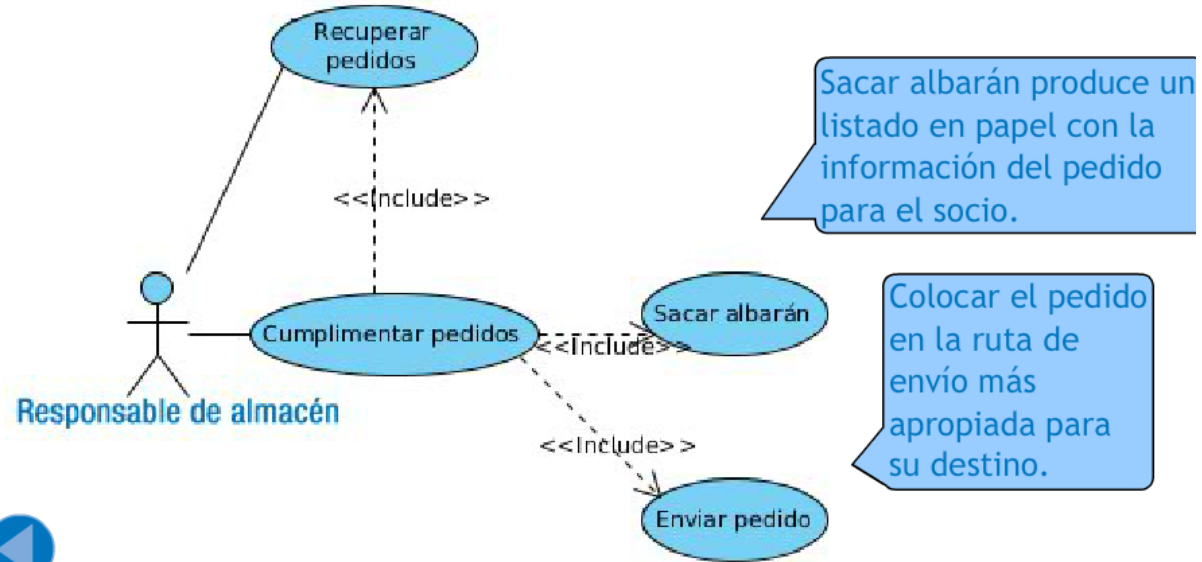 Recuperar
pedidos
Sacar albarán produce un
listado en papel con la
información del pedido
para el socio.
<<Include>>
Cumplimentar pedidos
<<Include>>
Sacar albarán
Colocar el pedido
en la ruta de
envío más
apropiada para
su destino.
Responsable de almacén
<<Include>>
Enviar pedido